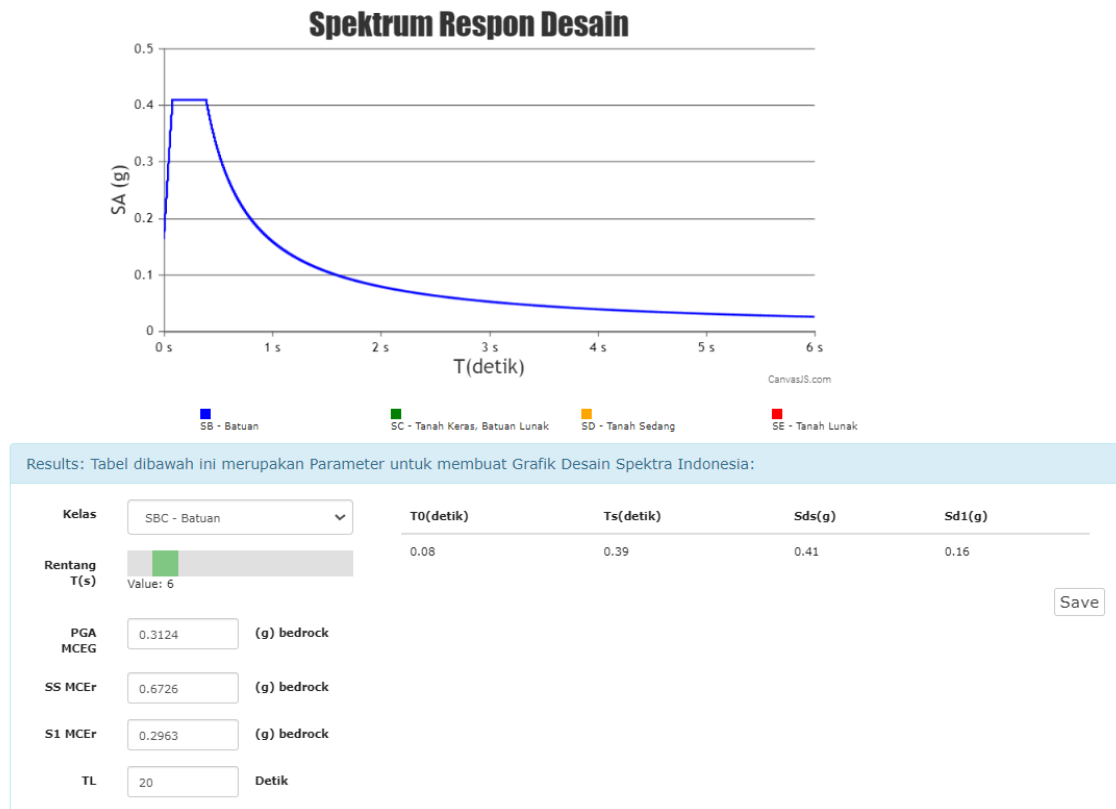 Spektrum Respon Desain
0.5
0.4
0.3
0.2
0.1
0
SA (g)
0 s 1 s 2 s 3 s 4 s 5 s 6 s
T(detik)
CanvasJS.com
SB - Batuan SC - Tanah Keras, Batuan Lunak SD - Tanah Sedang SE - Tanah Lunak
Results: Tabel dibawah ini merupakan Parameter untuk membuat Grafik Desain Spektra Indonesia:
Kelas SBC - Batuan
Rentang T(s)
Value: 6
PGA MCEG 0.3124 (g) bedrock
SS MCEr 0.6726 (g) bedrock
S1 MCEr 0.2963 (g) bedrock
TL 20 Detik
T0(detik) Ts(detik) Sds(g) Sd1(g)
0.08 0.39 0.41 0.16
Save